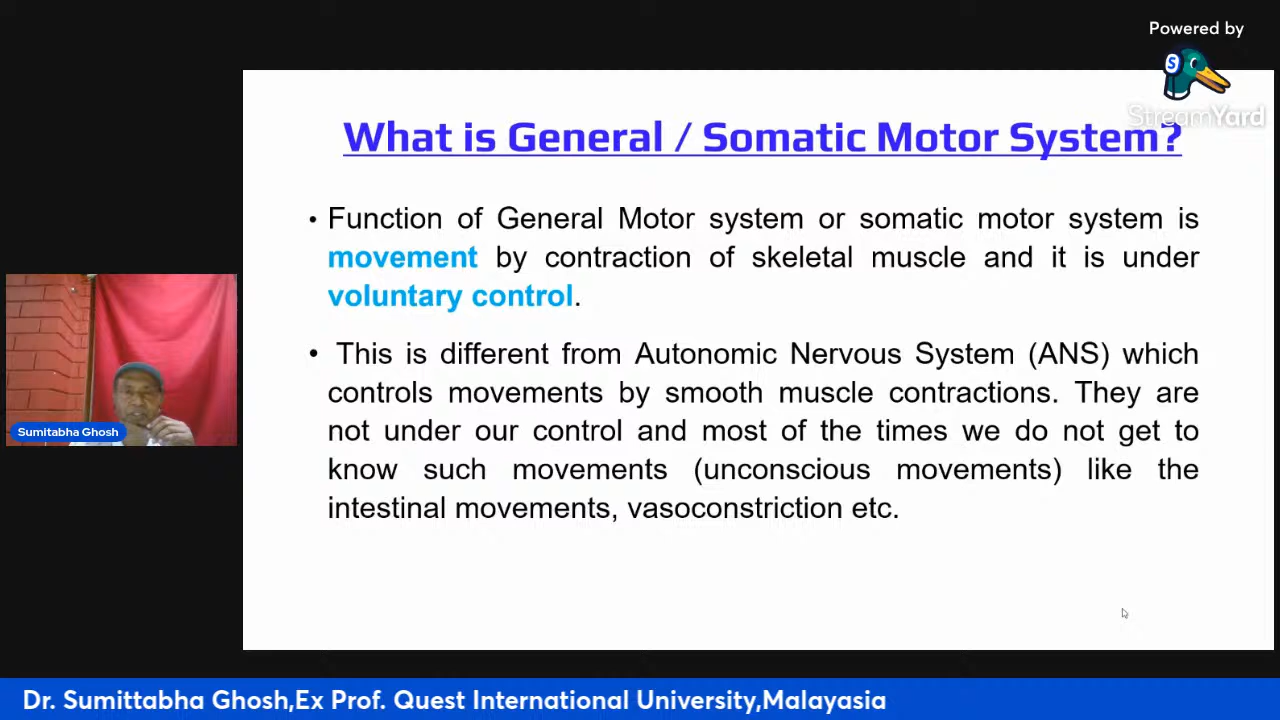 Powered by
StreamYard
What is General / Somatic Motor System?
• Function of General Motor system or somatic motor system is
movement by contraction of skeletal muscle and it is under
voluntary control.
• This is different from Autonomic Nervous System (ANS) which
controls movements by smooth muscle contractions. They are
not under our control and most of the times we do not get to
know such movements (unconscious movements) like the
intestinal movements, vasoconstriction etc.
Sumitabha Ghosh
Dr. Sumittabha Ghosh,Ex Prof. Quest International University,Malayasia